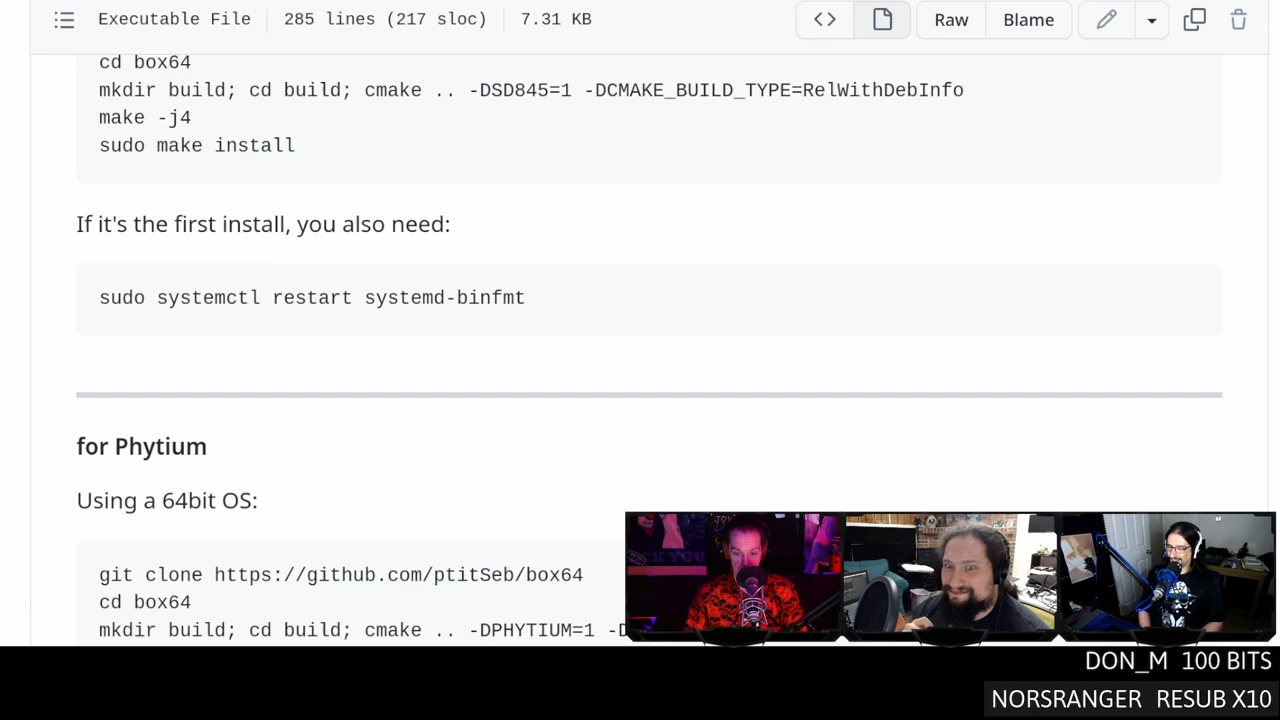 Executable File 285 lines (217 sloc) 7.31 KB Raw Blame
cd box64
mkdir build; cd build; cmake .. -DSD845=1 -DCMAKE_BUILD_TYPE=RelWithDebInfo
make -j4
sudo make install
If it's the first install, you also need:
sudo systemctl restart systemd-binfmt
for Phytium
Using a 64bit OS:
git clone https://github.com/ptitSeb/box64
cd box64
mkdir build; cd build; cmake .. -DPHYTIUM=1
DON_M 100 BITS
NORSRANGER RESUB X10